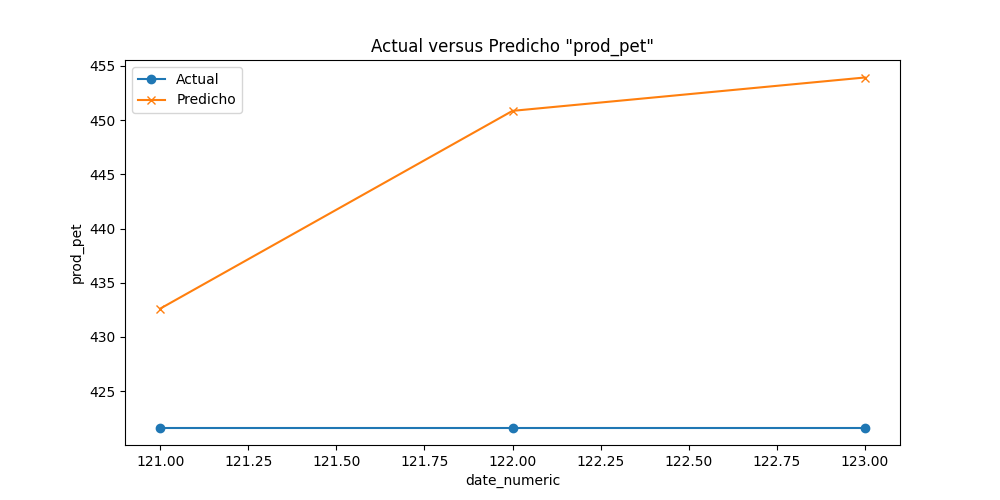 Actual versus Predicho "prod_pet"
Actual
Predicho
455
450
445
440
435
430
425
prod_pet
121.00 121.25 121.50 121.75 122.00 122.25 122.50 122.75 123.00
date_numeric